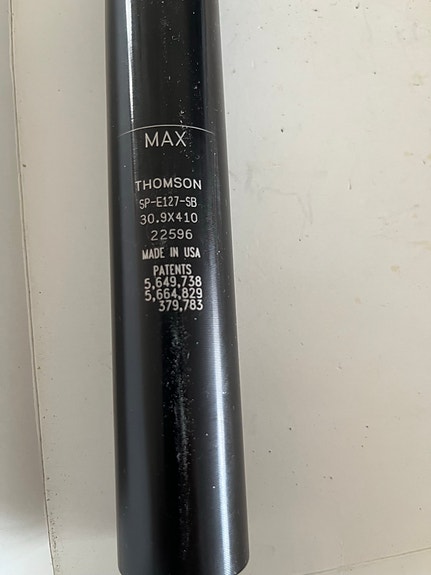 MAX
THOMSON
SP-E127-SB
30.9X410
22596
MADE IN USA
PATENTS
5,649,738
5,664,829
379,783